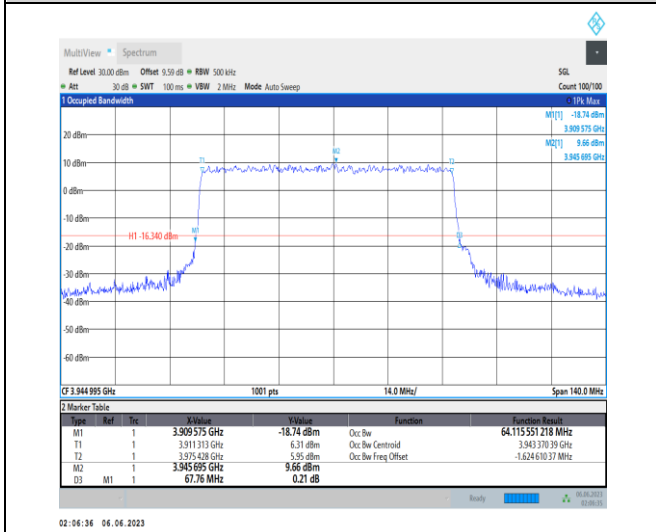 MultiView Spectrum
Ref Level 30.00 dBm Offset 9.59 dB RBW 500 kHz SGL
Att 30 dB SWT 100 ms VBW 2 MHz Mode Auto Sweep Count 100/100
1 Occupied Bandwidth 1Pk Max
M1[1] -18.74 dBm
3.909 575 GHz
M2[1] 9.66 dBm
3.945 695 GHz
20 dBm
M2
T1
T2
10 dBm
0 dBm
-10 dBm
M1
H1 -16.340 dBm
-20 dBm
-30 dBm
-40 dBm
-50 dBm
-60 dBm
CF 3.944 995 GHz 1001 pts 14.0 MHz/ Span 140.0 MHz
2 Marker Table
Type Ref Trc X-Value Y-Value Function Function Result
M1 1 3.909 575 GHz -18.74 dBm Occ Bw 64.115 551 218 MHz
T1 1 3.911 313 GHz 6.31 dBm Occ Bw Centroid 3.943 370 39 GHz
T2 1 3.975 428 GHz 5.95 dBm Occ Bw Freq Offset -1.624 610 37 MHz
M2 1 3.945 695 GHz 9.66 dBm
D3 M1 1 67.76 MHz 0.21 dB
Ready 06.06.2023
02:06:35
02:06:36 06.06.2023